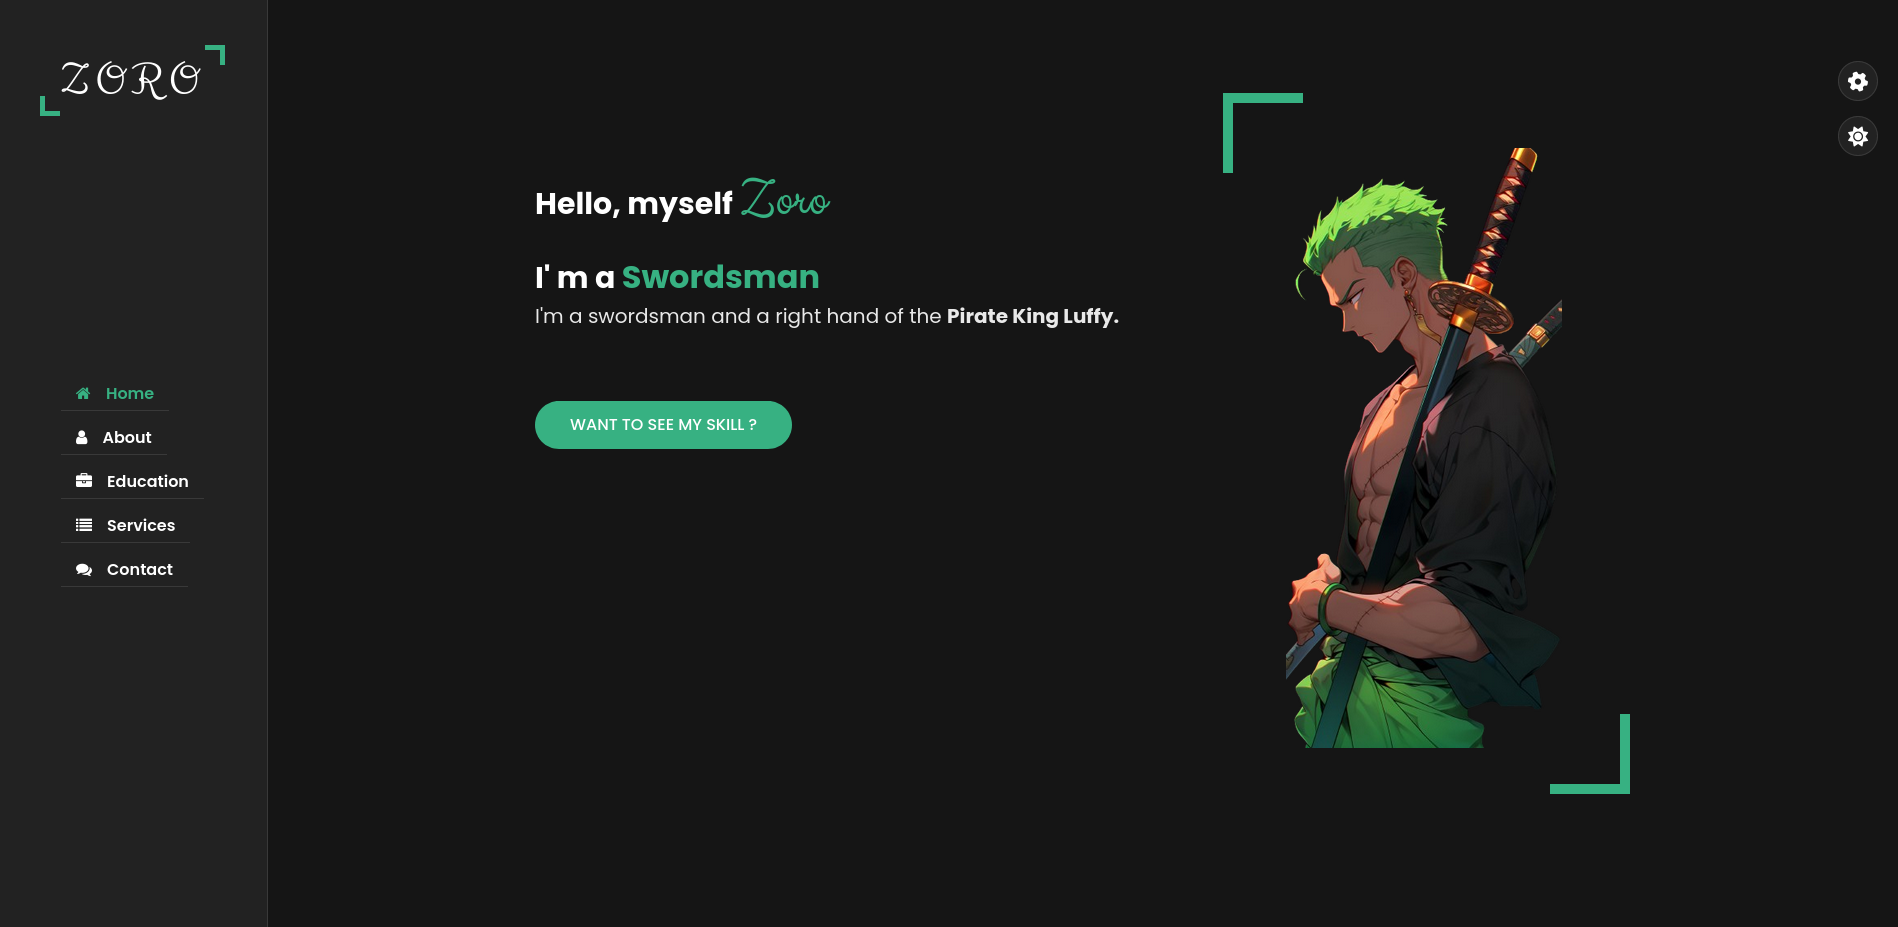 ZORO
Home
About
Education
Services
Contact
Hello, myself Zoro
I' m a Swordsman
I'm a swordsman and a right hand of the Pirate King Luffy.
WANT TO SEE MY SKILL ?